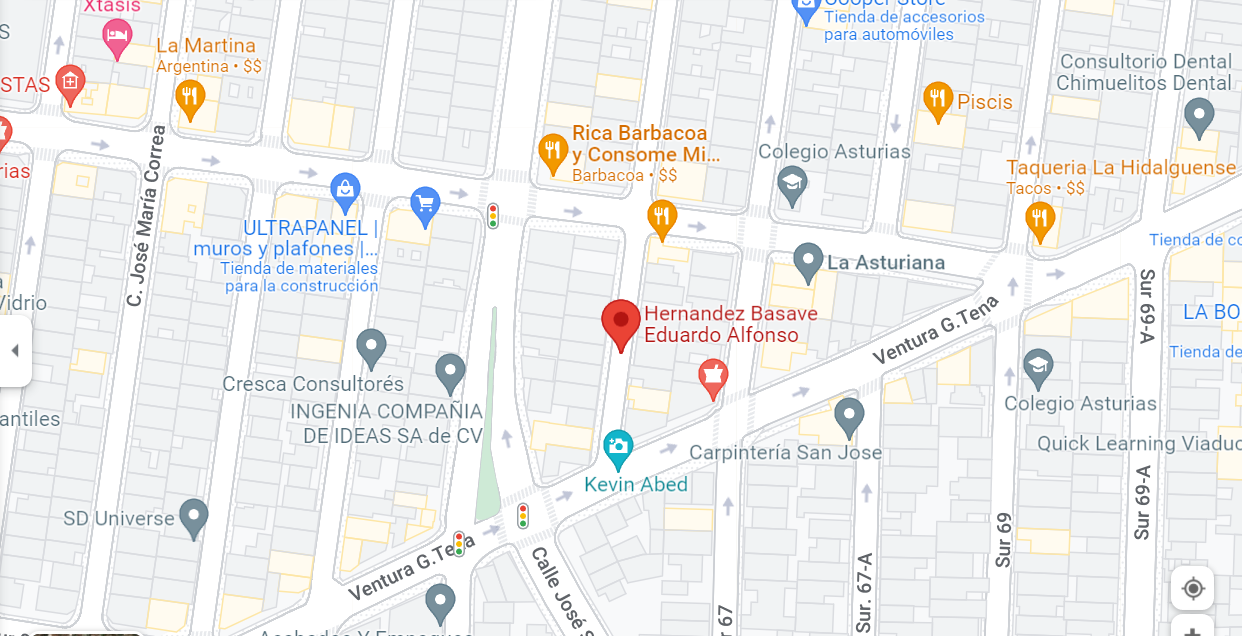 Xtasis
Cooper Store
Tienda de accesorios
para automóviles
S
La Martina
Argentina • $$
STAS
Consultorio Dental
Chimuelitos Dental
Piscis
Rica Barbacoa
y Consome Mi...
Barbacoa • $$
Colegio Asturias
Taqueria La Hidalguense
Tacos • $$
rias
C. José María Correa
ULTRAPANEL |
muros y plafones |...
Tienda de materiales
para la construcción
Tienda de co
La Asturiana
a
Vidrio
Hernandez Basave
Eduardo Alfonso
Ventura G.Tena
Sur 69-A
LA BO
Tienda de
Cresca Consultorés
INGENIA COMPAÑIA
DE IDEAS SA de CV
antiles
Colegio Asturias
Quick Learning Viaduc
Carpintería San Jose
Kevin Abed
SD Universe
Ventura G.Tena
Calle José S
Sur 67
Sur. 67-A
Sur 69
Sur 69-A